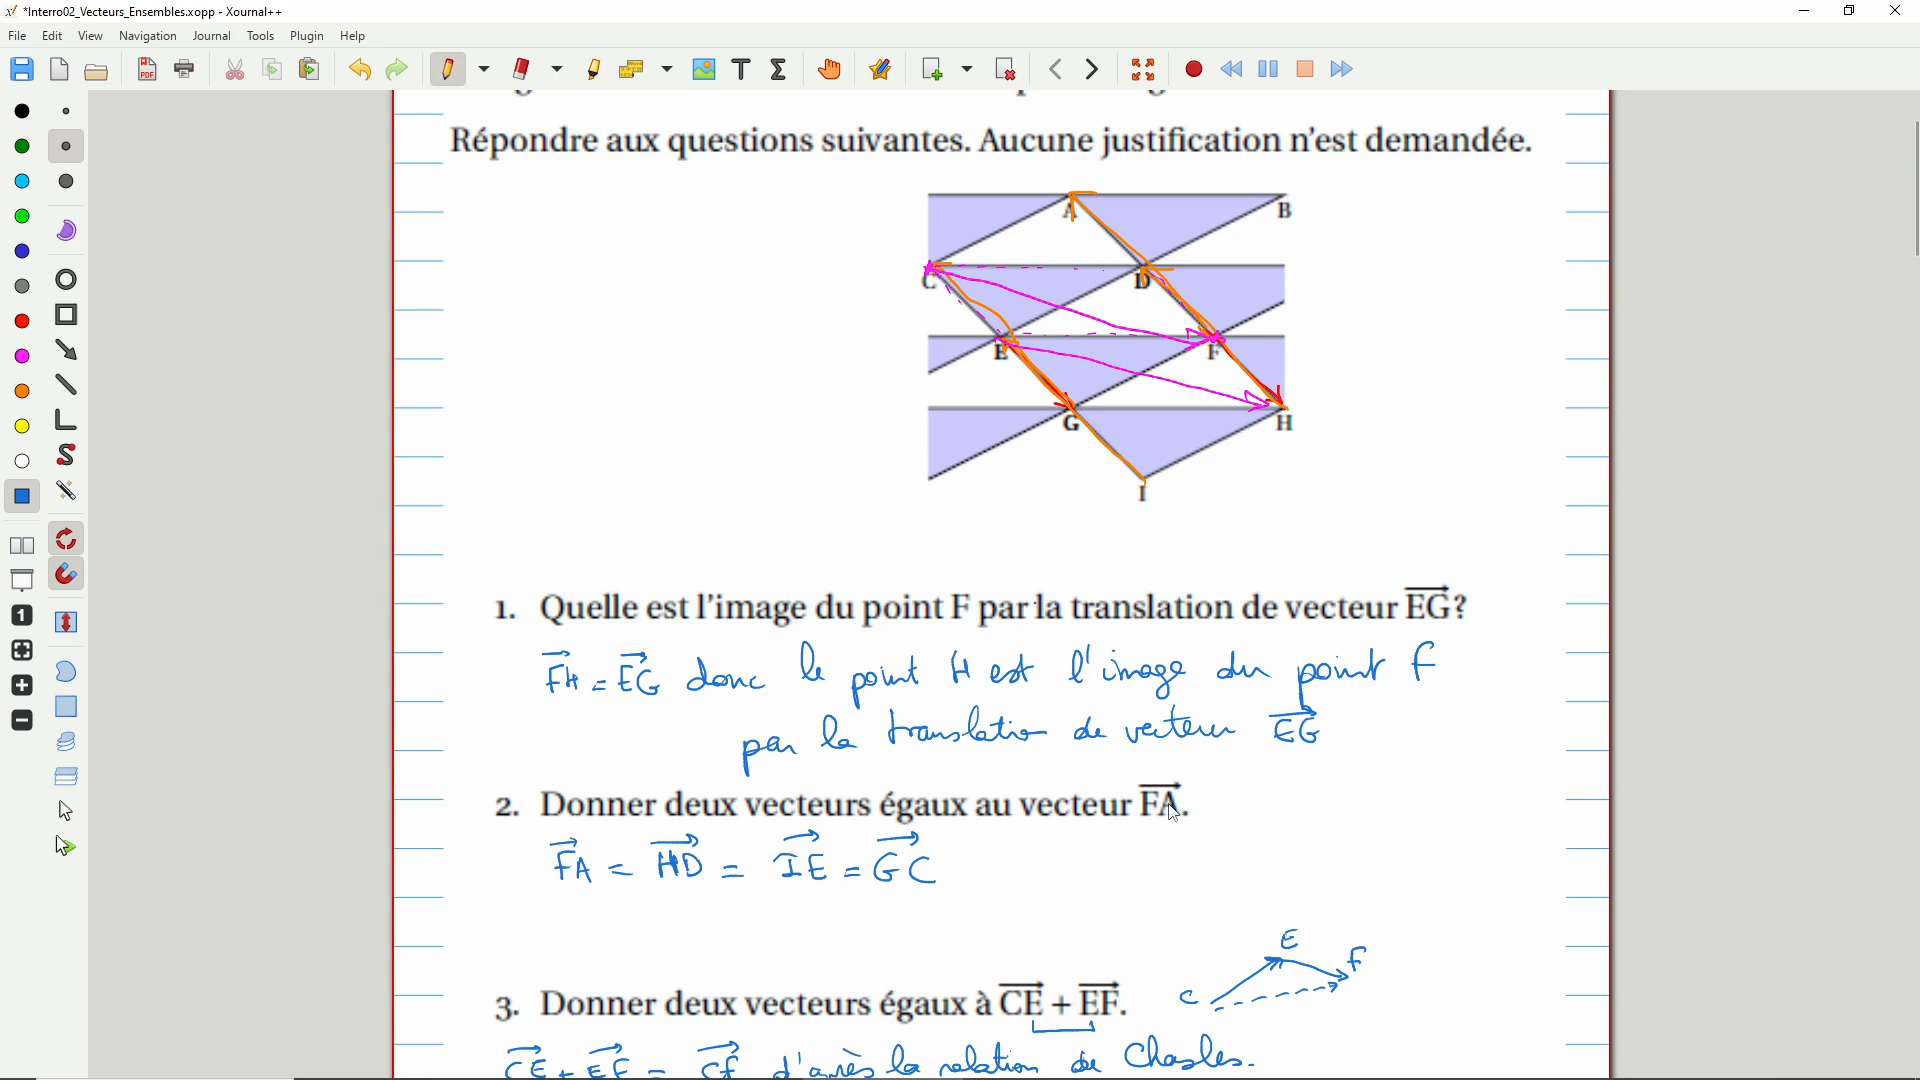 *Interro02_Vecteurs_Ensembles.xopp - Xournal++
File Edit View Navigation Journal Tools Plugin Help
Répondre aux questions suivantes. Aucune justification n'est demandée.
A B
C D
E F
G H
I
1. Quelle est l'image du point F par la translation de vecteur EG?
FH = EG donc le point H est l'image du point F
par la translation de vecteur EG
2. Donner deux vecteurs égaux au vecteur FA.
FA = HD = IE = GC
E
F
C
3. Donner deux vecteurs égaux à CE + EF.
CE + EF = CF d'après la relation de Chasles.